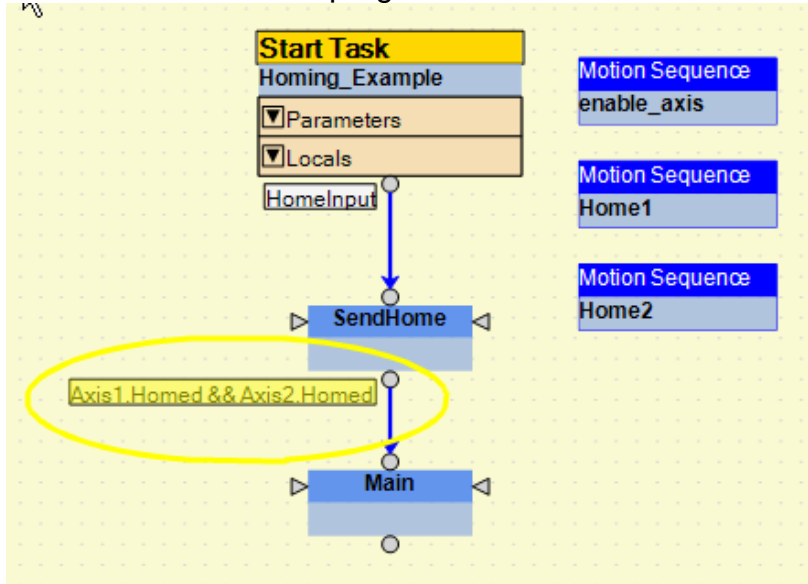 Start Task
Homing_Example
Parameters
Locals
HomeInput
SendHome
Axis1.Homed && Axis2.Homed
Main
Motion Sequence
enable_axis
Motion Sequence
Home1
Motion Sequence
Home2